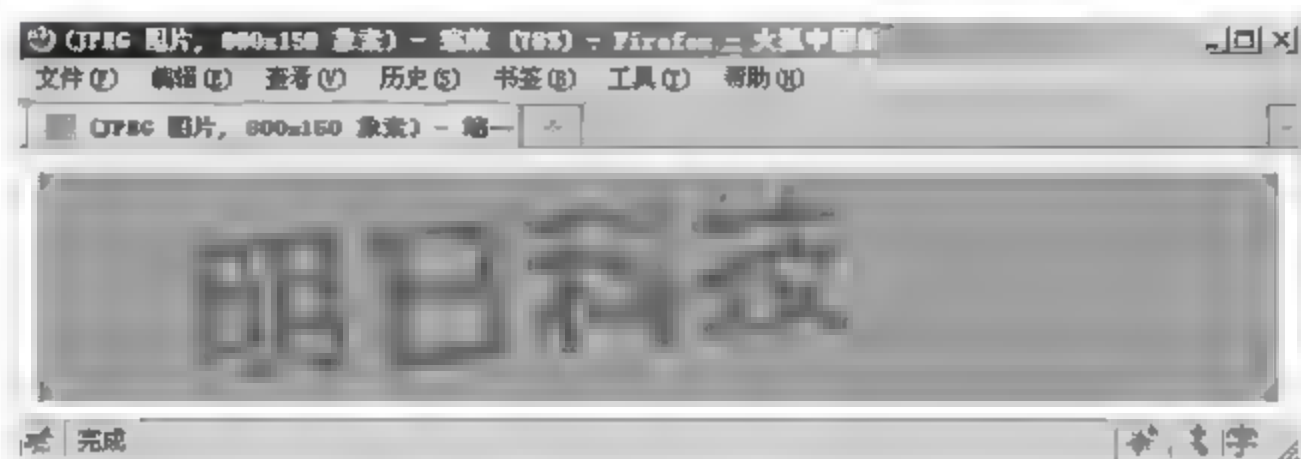 (JPEG 图片, 800x150 像素) - 缩放 (78%) - Firefox - 火狐中国版
文件(F) 编辑(E) 查看(V) 历史(S) 书签(B) 工具(T) 帮助(H)
(JPEG 图片, 800x150 像素) - 缩…
明日科技
完成